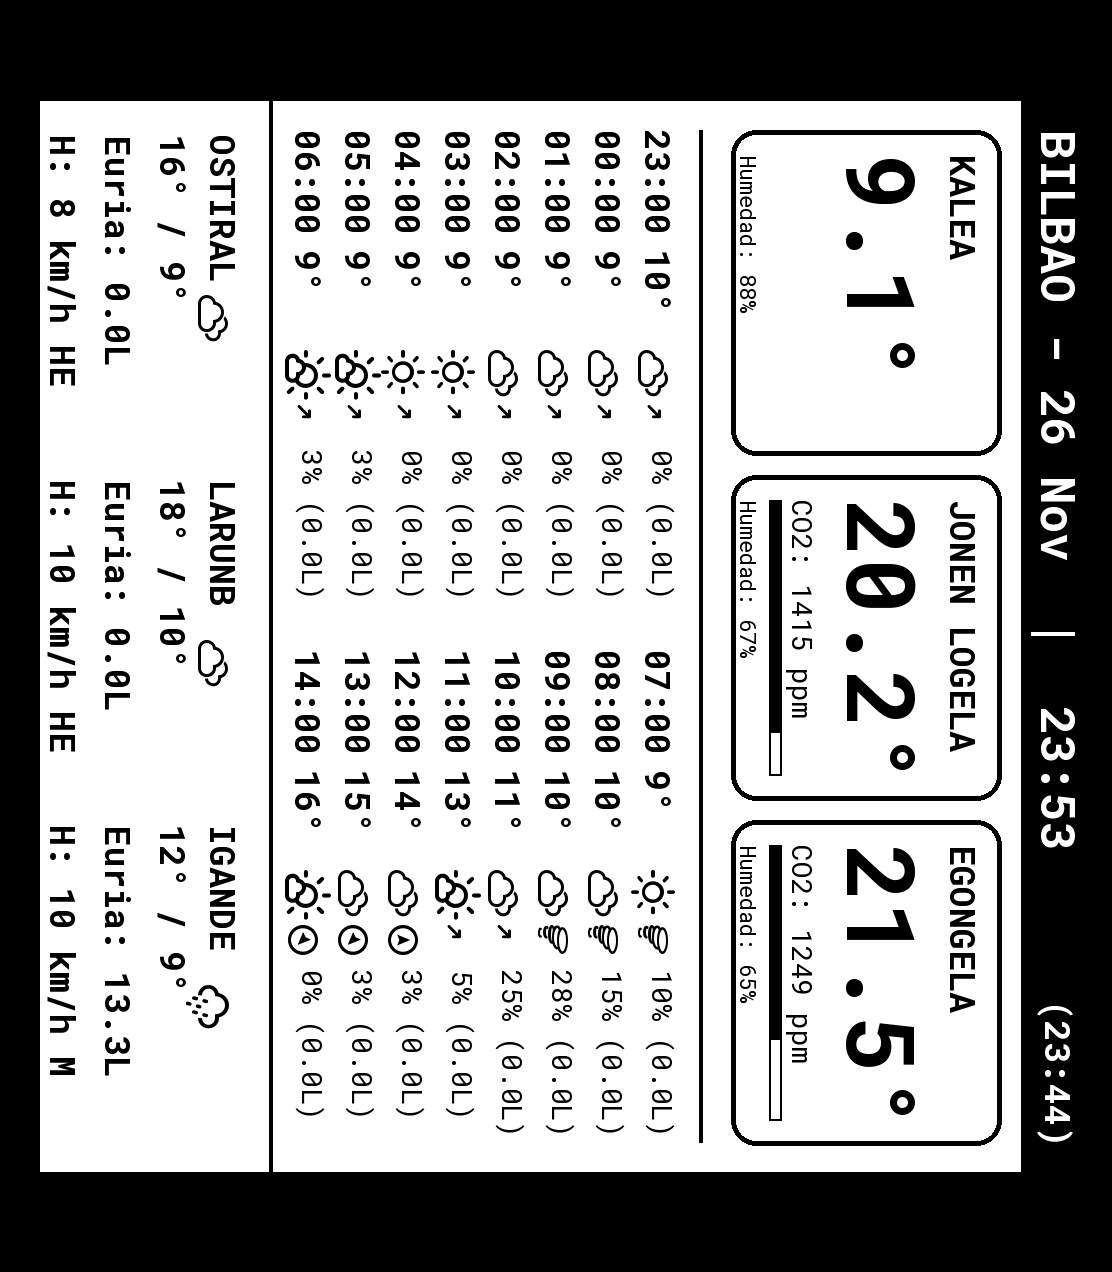 BILBAO - 26 Nov | 23:53 (23:44)
KALEA
9.1°
Humedad: 88%
JONEN LOGELA
20.2°
CO2: 1415 ppm
Humedad: 67%
EGONGELA
21.5°
CO2: 1249 ppm
Humedad: 65%
23:00 10° 0% (0.0L)
00:00 9° 0% (0.0L)
01:00 9° 0% (0.0L)
02:00 9° 0% (0.0L)
03:00 9° 0% (0.0L)
04:00 9° 0% (0.0L)
05:00 9° 3% (0.0L)
06:00 9° 3% (0.0L)
07:00 9° 10% (0.0L)
08:00 10° 15% (0.0L)
09:00 10° 28% (0.0L)
10:00 11° 25% (0.0L)
11:00 13° 5% (0.0L)
12:00 14° 3% (0.0L)
13:00 15° 3% (0.0L)
14:00 16° 0% (0.0L)
OSTIRAL
16° / 9°
Euria: 0.0L
H: 8 km/h HE
LARUNB
18° / 10°
Euria: 0.0L
H: 10 km/h HE
IGANDE
12° / 9°
Euria: 13.3L
H: 10 km/h M